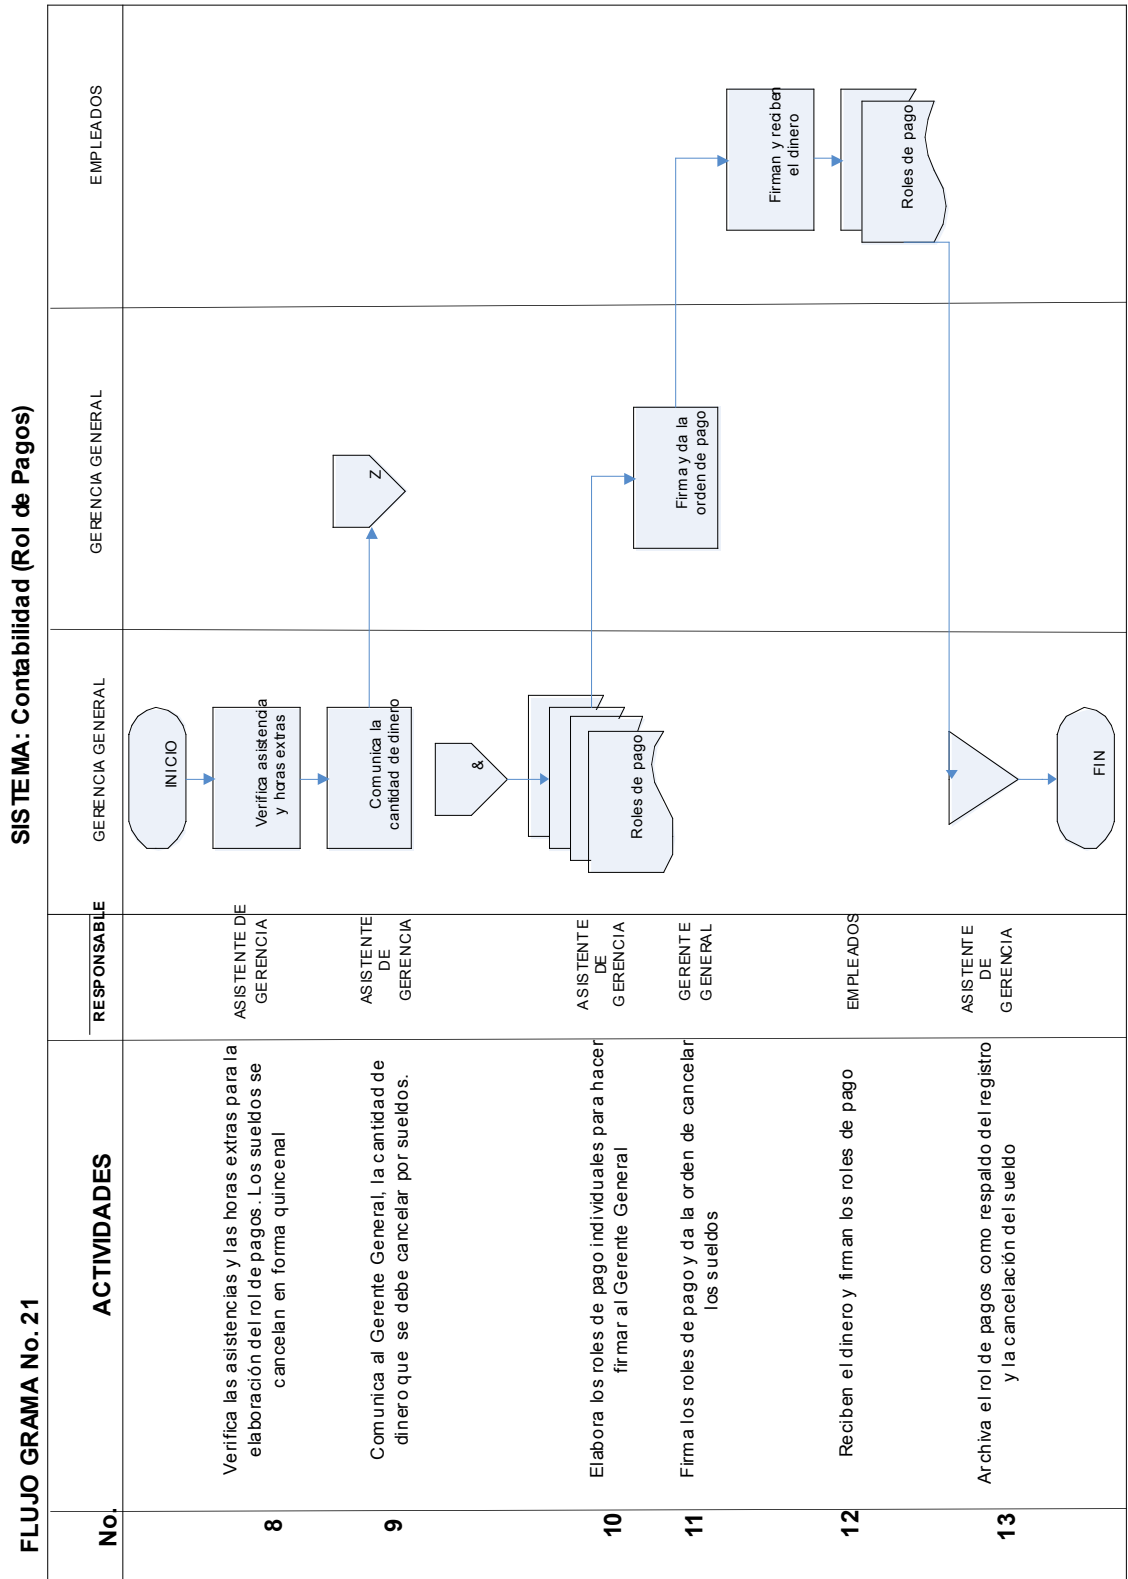 FLUJO GRAMA No. 21
SISTEMA: Contabilidad (Rol de Pagos)
No.
ACTIVIDADES
RESPONSABLE
GERENCIA GENERAL
GERENCIA GENERAL
EMPLEADOS
INICIO
8
Verifica las asistencias y las horas extras para la
elaboración del rol de pagos. Los sueldos se
cancelan en forma quincenal
ASISTENTE DE
GERENCIA
Verifica asistencia
y horas extras
9
Comunica al Gerente General, la cantidad de
dinero que se debe cancelar por sueldos.
ASISTENTE
DE
GERENCIA
Comunica la
cantidad de dinero
Z
&
10
Elabora los roles de pago individuales para hacer
firmar al Gerente General
ASISTENTE
DE
GERENCIA
Roles de pago
11
Firma los roles de pago y da la orden de cancelar
los sueldos
GERENTE
GENERAL
Firma y da la
orden de pago
Firman y reciben
el dinero
12
Reciben el dinero y firman los roles de pago
EMPLEADOS
Roles de pago
13
Archiva el rol de pagos como respaldo del registro
y la cancelación del sueldo
ASISTENTE
DE
GERENCIA
FIN